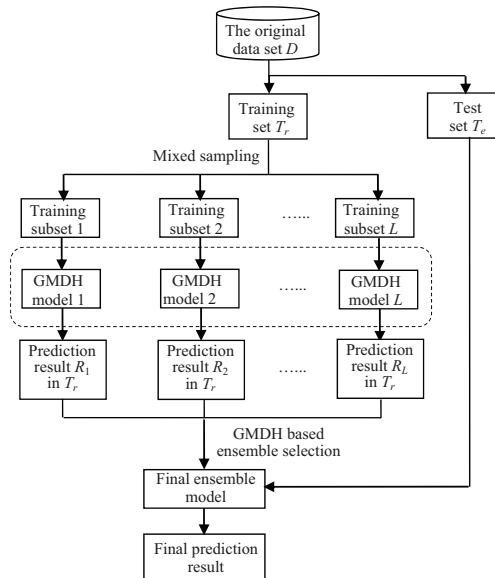 The original
data set D
Training
set Tr
Test
set Te
Mixed sampling
Training
subset 1
Training
subset 2
…...
Training
subset L
GMDH
model 1
GMDH
model 2
…...
GMDH
model L
Prediction
result R1
in Tr
Prediction
result R2
in Tr
…...
Prediction
result RL
in Tr
GMDH based
ensemble selection
Final ensemble
model
Final prediction
result